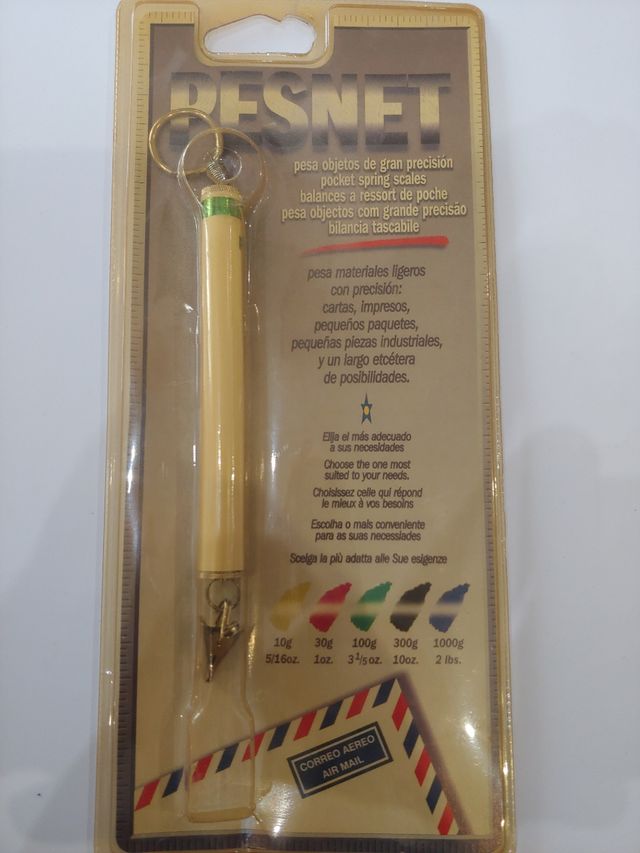 PESNET
pesa objetos de gran precisión
pocket spring scales
balances a ressort de poche
pesa objectos com grande precisão
bilancia tascabile
pesa materiales ligeros
con precisión:
cartas, impresos,
pequeños paquetes,
pequeñas piezas industriales,
y un largo etcétera
de posibilidades.
Elija el más adecuado
a sus necesidades
Choose the one most
suited to your needs.
Choisissez celle qui répond
le mieux à vos besoins
Escolha o mais conveniente
para as suas necessiades
Scelga la più adatta alle Sue esigenze
10g 30g 100g 300g 1000g
5/16oz. 1oz. 3 1/5 oz. 10oz. 2 lbs.
CORREO AEREO
AIR MAIL